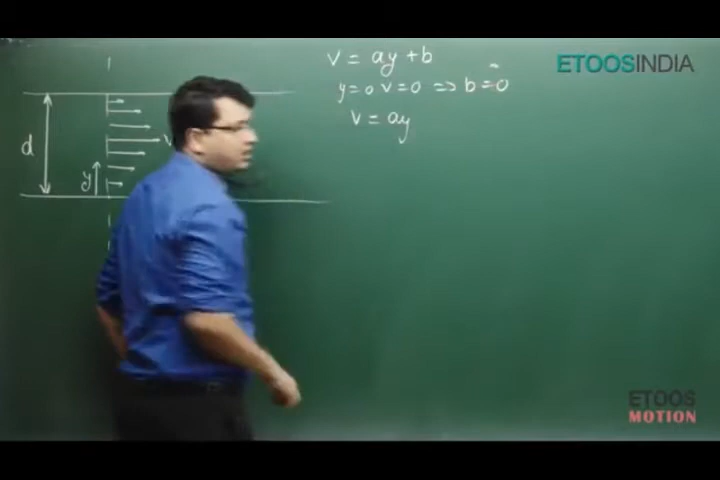 v = ay + b
ETOOSINDIA
y=0 v=0 ⇒ b=0
v = ay
d
y
v
ETOOS
MOTION